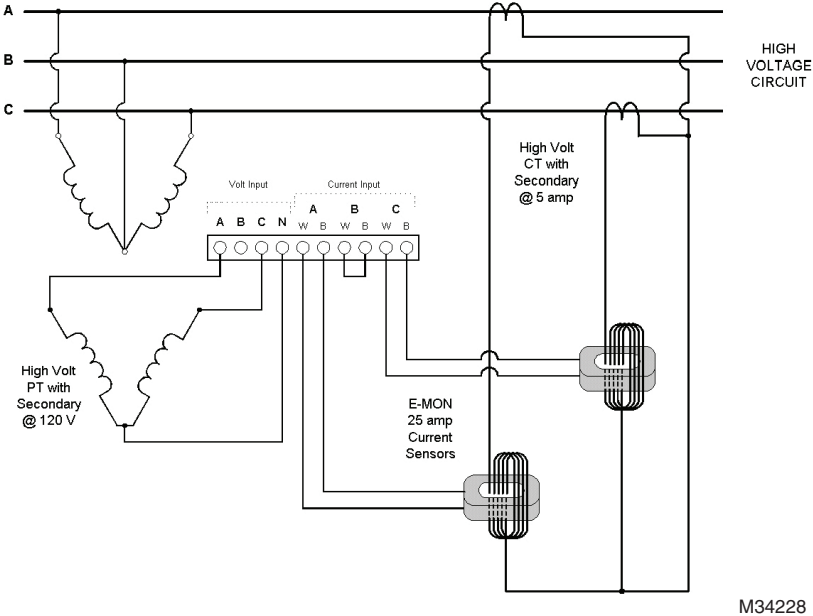 A
B
C
HIGH
VOLTAGE
CIRCUIT
High Volt
CT with
Secondary
@ 5 amp
Volt Input
Current Input
A B C
A B C N W B W B W B
High Volt
PT with
Secondary
@ 120 V
E-MON
25 amp
Current
Sensors
M34228